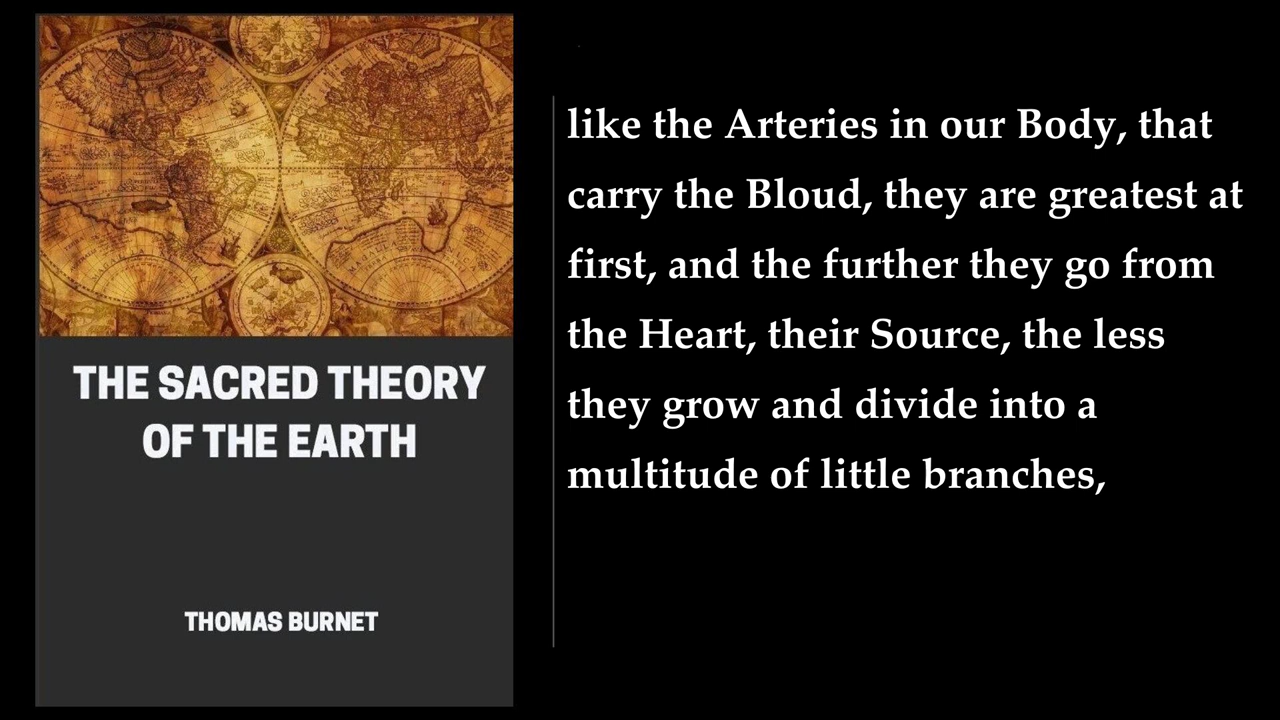 THE SACRED THEORY
OF THE EARTH
THOMAS BURNET
like the Arteries in our Body, that
carry the Bloud, they are greatest at
first, and the further they go from
the Heart, their Source, the less
they grow and divide into a
multitude of little branches,